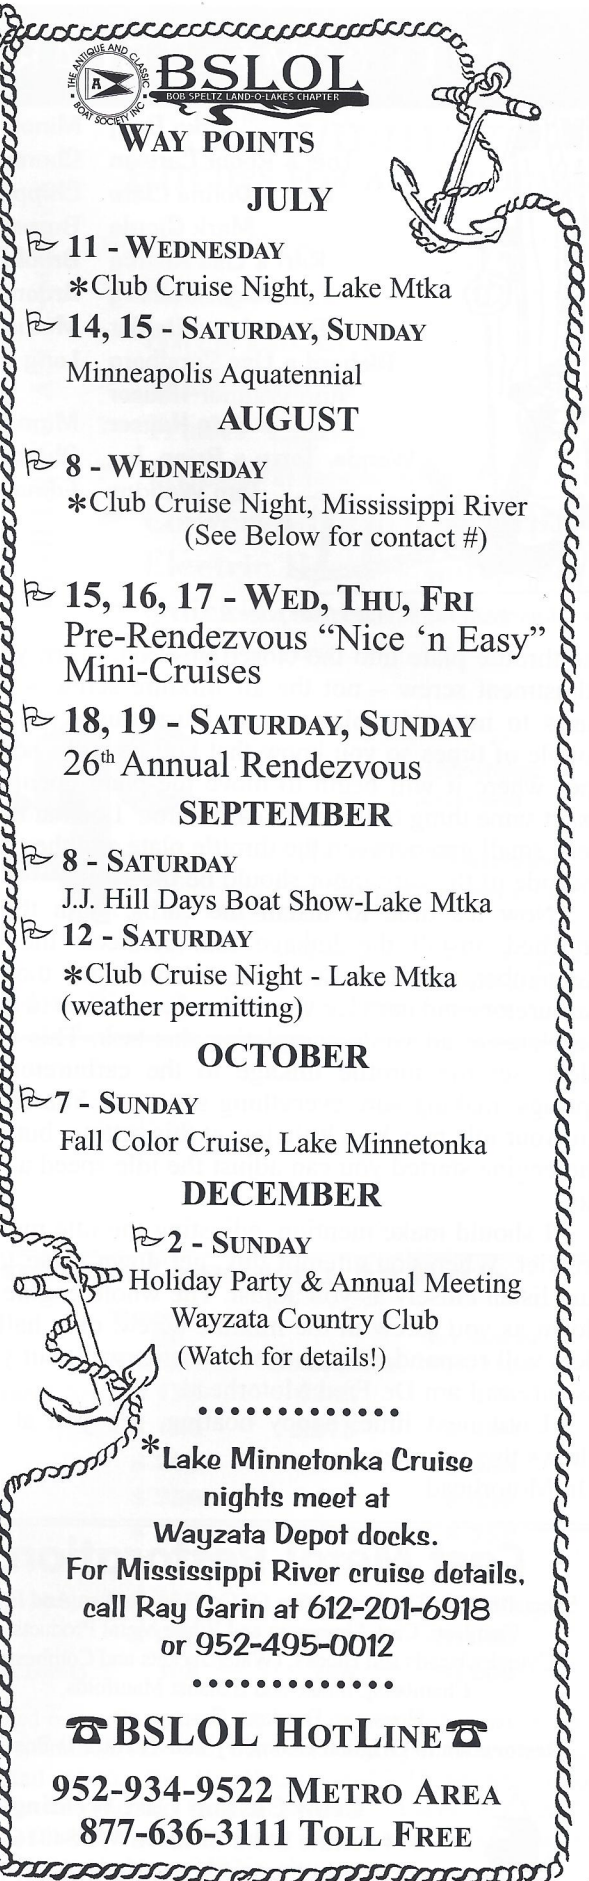 THE ANTIQUE AND CLASSIC
BOAT SOCIETY INC
A
BSLOL
BOB SPELTZ LAND-O-LAKES CHAPTER
WAY POINTS
JULY
11 - WEDNESDAY
*Club Cruise Night, Lake Mtka
14, 15 - SATURDAY, SUNDAY
Minneapolis Aquatennial
AUGUST
8 - WEDNESDAY
*Club Cruise Night, Mississippi River
(See Below for contact #)
15, 16, 17 - WED, THU, FRI
Pre-Rendezvous “Nice ‘n Easy”
Mini-Cruises
18, 19 - SATURDAY, SUNDAY
26th Annual Rendezvous
SEPTEMBER
8 - SATURDAY
J.J. Hill Days Boat Show-Lake Mtka
12 - SATURDAY
*Club Cruise Night - Lake Mtka
(weather permitting)
OCTOBER
7 - SUNDAY
Fall Color Cruise, Lake Minnetonka
DECEMBER
2 - SUNDAY
Holiday Party & Annual Meeting
Wayzata Country Club
(Watch for details!)
*Lake Minnetonka Cruise
nights meet at
Wayzata Depot docks.
For Mississippi River cruise details,
call Ray Garin at 612-201-6918
or 952-495-0012
BSLOL HOTLINE
952-934-9522 METRO AREA
877-636-3111 TOLL FREE